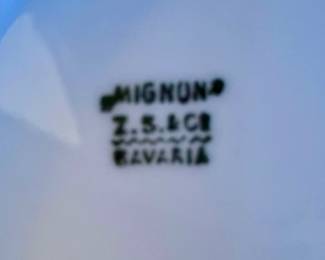 MIGNON
Z. S. & Co
BAVARIA